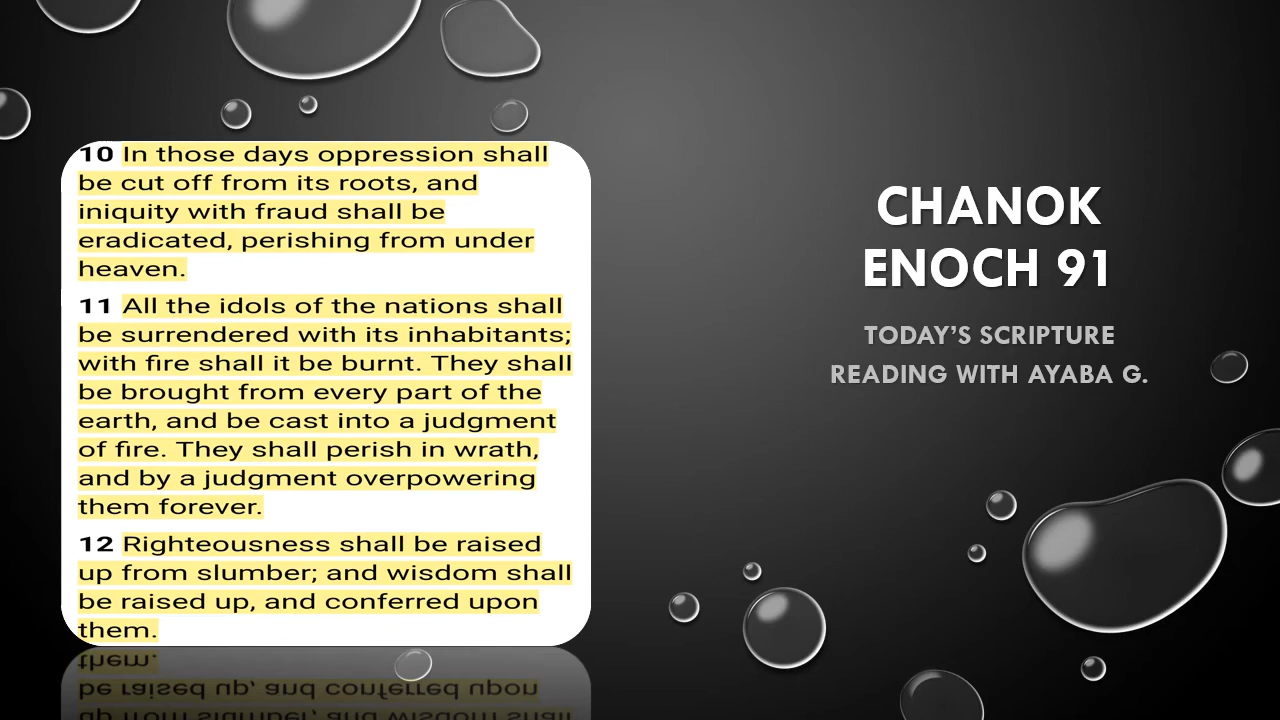 10 In those days oppression shall
be cut off from its roots, and
iniquity with fraud shall be
eradicated, perishing from under
heaven.
11 All the idols of the nations shall
be surrendered with its inhabitants;
with fire shall it be burnt. They shall
be brought from every part of the
earth, and be cast into a judgment
of fire. They shall perish in wrath,
and by a judgment overpowering
them forever.
12 Righteousness shall be raised
up from slumber; and wisdom shall
be raised up, and conferred upon
them.
CHANOK
ENOCH 91
TODAY’S SCRIPTURE
READING WITH AYABA G.